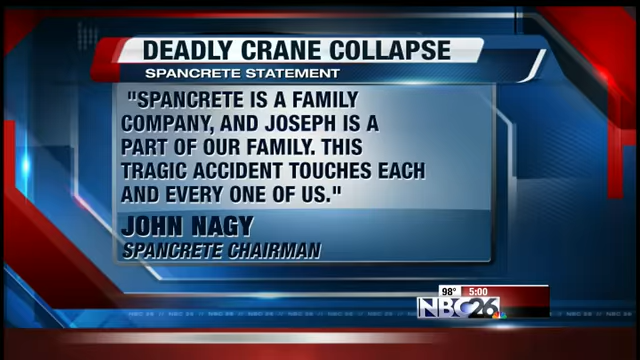 DEADLY CRANE COLLAPSE
SPANCRETE STATEMENT
"SPANCRETE IS A FAMILY
COMPANY, AND JOSEPH IS A
PART OF OUR FAMILY. THIS
TRAGIC ACCIDENT TOUCHES EACH
AND EVERY ONE OF US."
JOHN NAGY
SPANCRETE CHAIRMAN
98° 5:00
NBC26